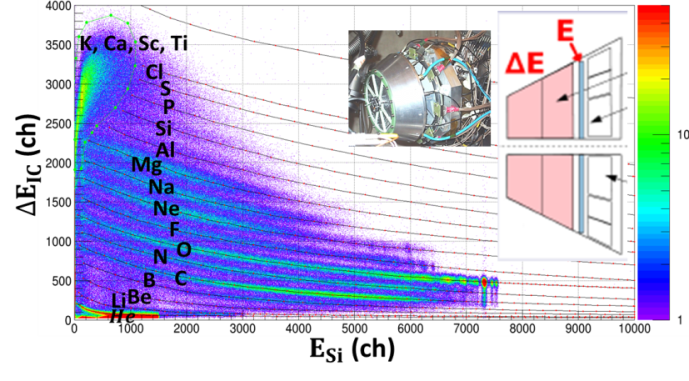 4000
3500
3000
2500
2000
1500
1000
500
0
ΔE_IC (ch)
K, Ca, Sc, Ti
Cl
S
P
Si
Al
Mg
Na
Ne
F
O
N
C
B
Be
Li
He
0
1000
2000
3000
4000
5000
6000
7000
8000
9000
10000
E_Si (ch)
E
ΔE
10
1